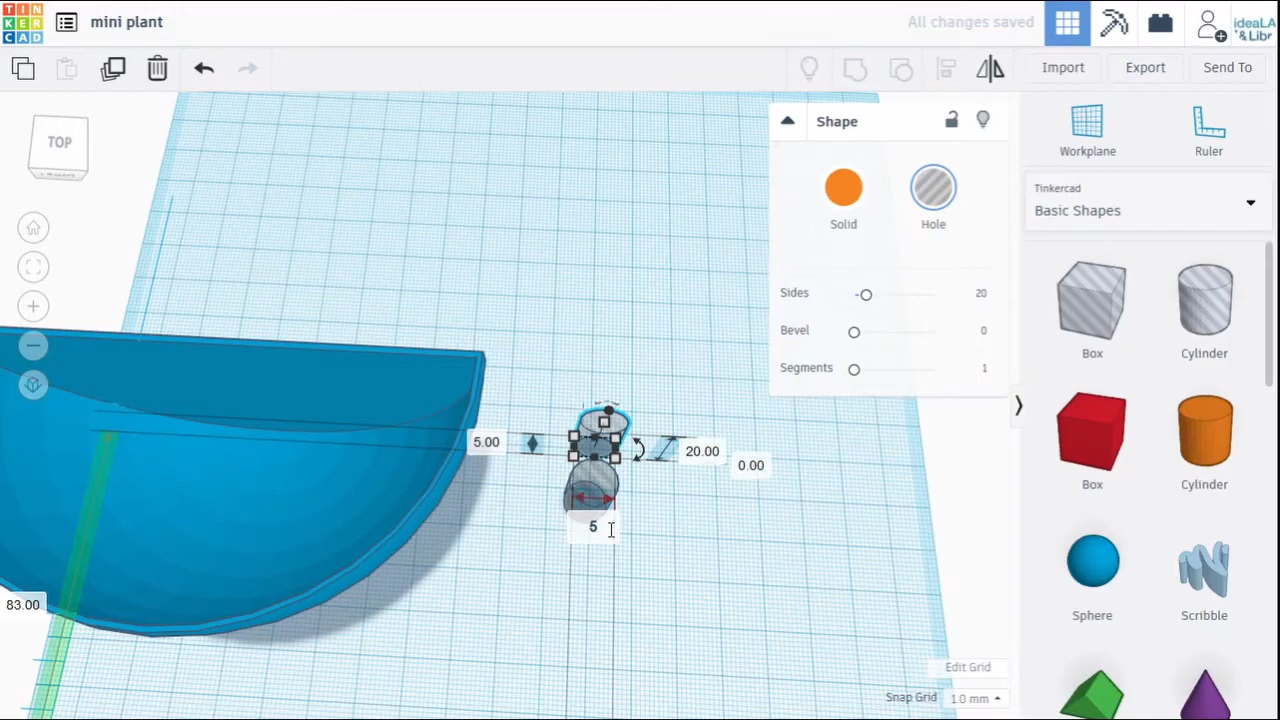 TIN
KER
CAD
mini plant
All changes saved
ideaLA
& Libr
Import
Export
Send To
TOP
Shape
Solid
Hole
Sides
20
Bevel
0
Segments
1
Workplane
Ruler
Tinkercad
Basic Shapes
Box
Cylinder
Box
Cylinder
Sphere
Scribble
5.00
20.00
0.00
5
83.00
Edit Grid
Snap Grid
1.0 mm